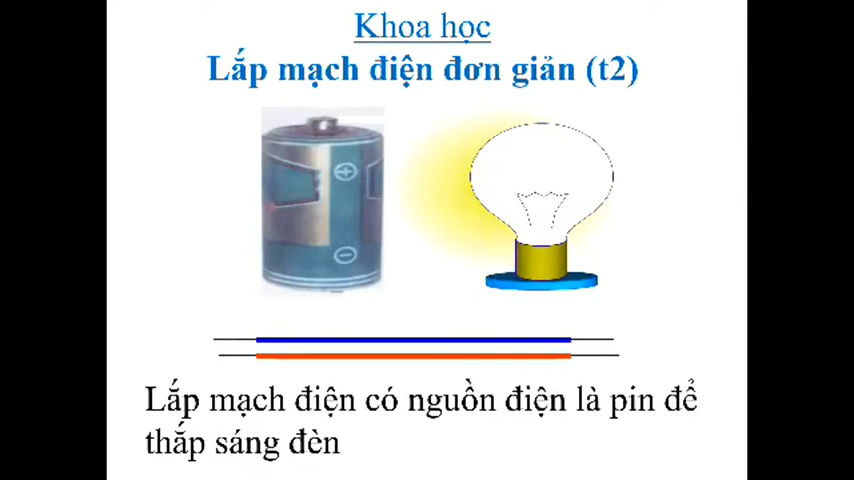 Khoa học
Lắp mạch điện đơn giản (t2)
Lắp mạch điện có nguồn điện là pin để
thắp sáng đèn